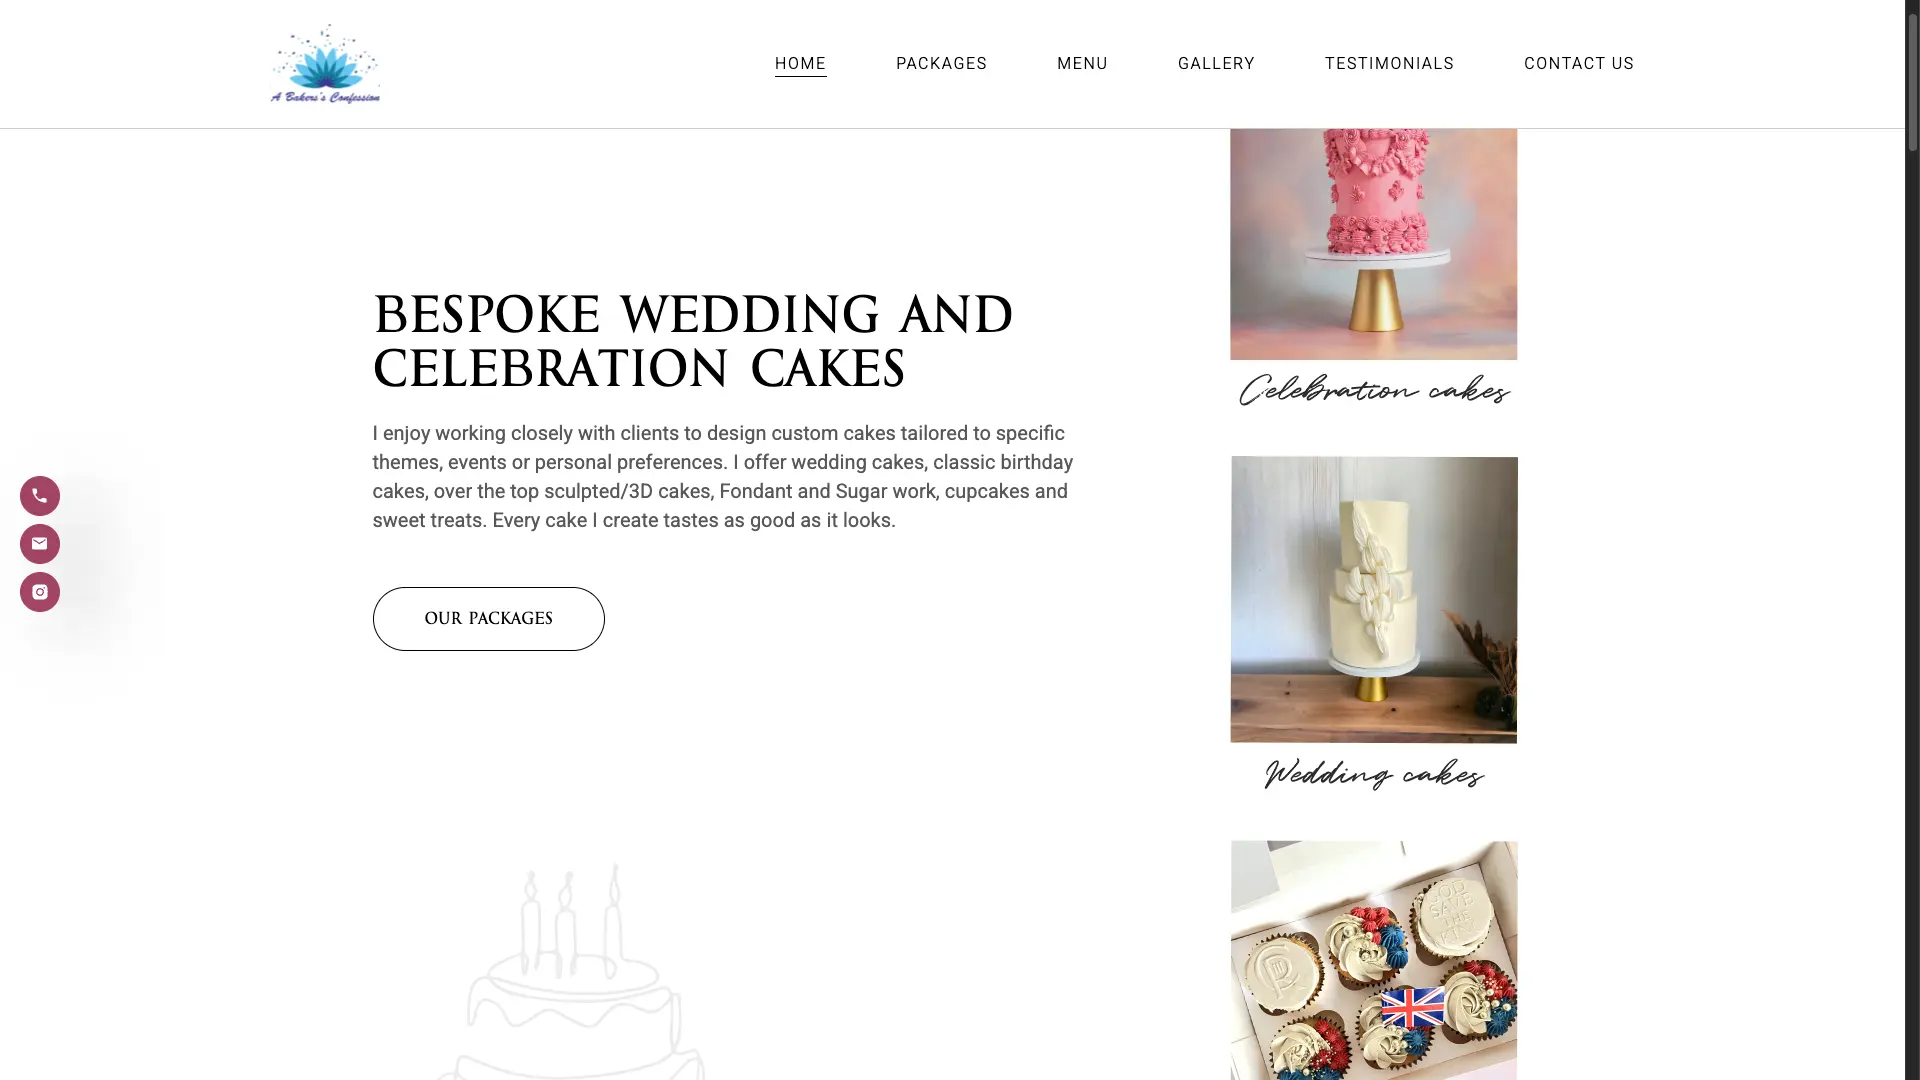 A Bakers's Confession
HOME
PACKAGES
MENU
GALLERY
TESTIMONIALS
CONTACT US
BESPOKE WEDDING AND
CELEBRATION CAKES
I enjoy working closely with clients to design custom cakes tailored to specific
themes, events or personal preferences. I offer wedding cakes, classic birthday
cakes, over the top sculpted/3D cakes, Fondant and Sugar work, cupcakes and
sweet treats. Every cake I create tastes as good as it looks.
OUR PACKAGES
Celebration cakes
Wedding cakes
GOD
SAVE
THE